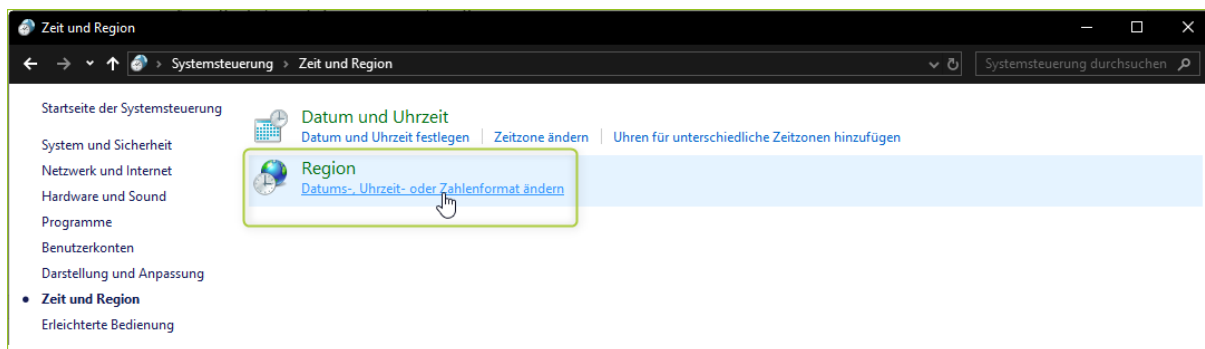 Zeit und Region
Systemsteuerung > Zeit und Region
Systemsteuerung durchsuchen
Startseite der Systemsteuerung
System und Sicherheit
Netzwerk und Internet
Hardware und Sound
Programme
Benutzerkonten
Darstellung und Anpassung
Zeit und Region
Erleichterte Bedienung
Datum und Uhrzeit
Datum und Uhrzeit festlegen | Zeitzone ändern | Uhren für unterschiedliche Zeitzonen hinzufügen
Region
Datums-, Uhrzeit- oder Zahlenformat ändern